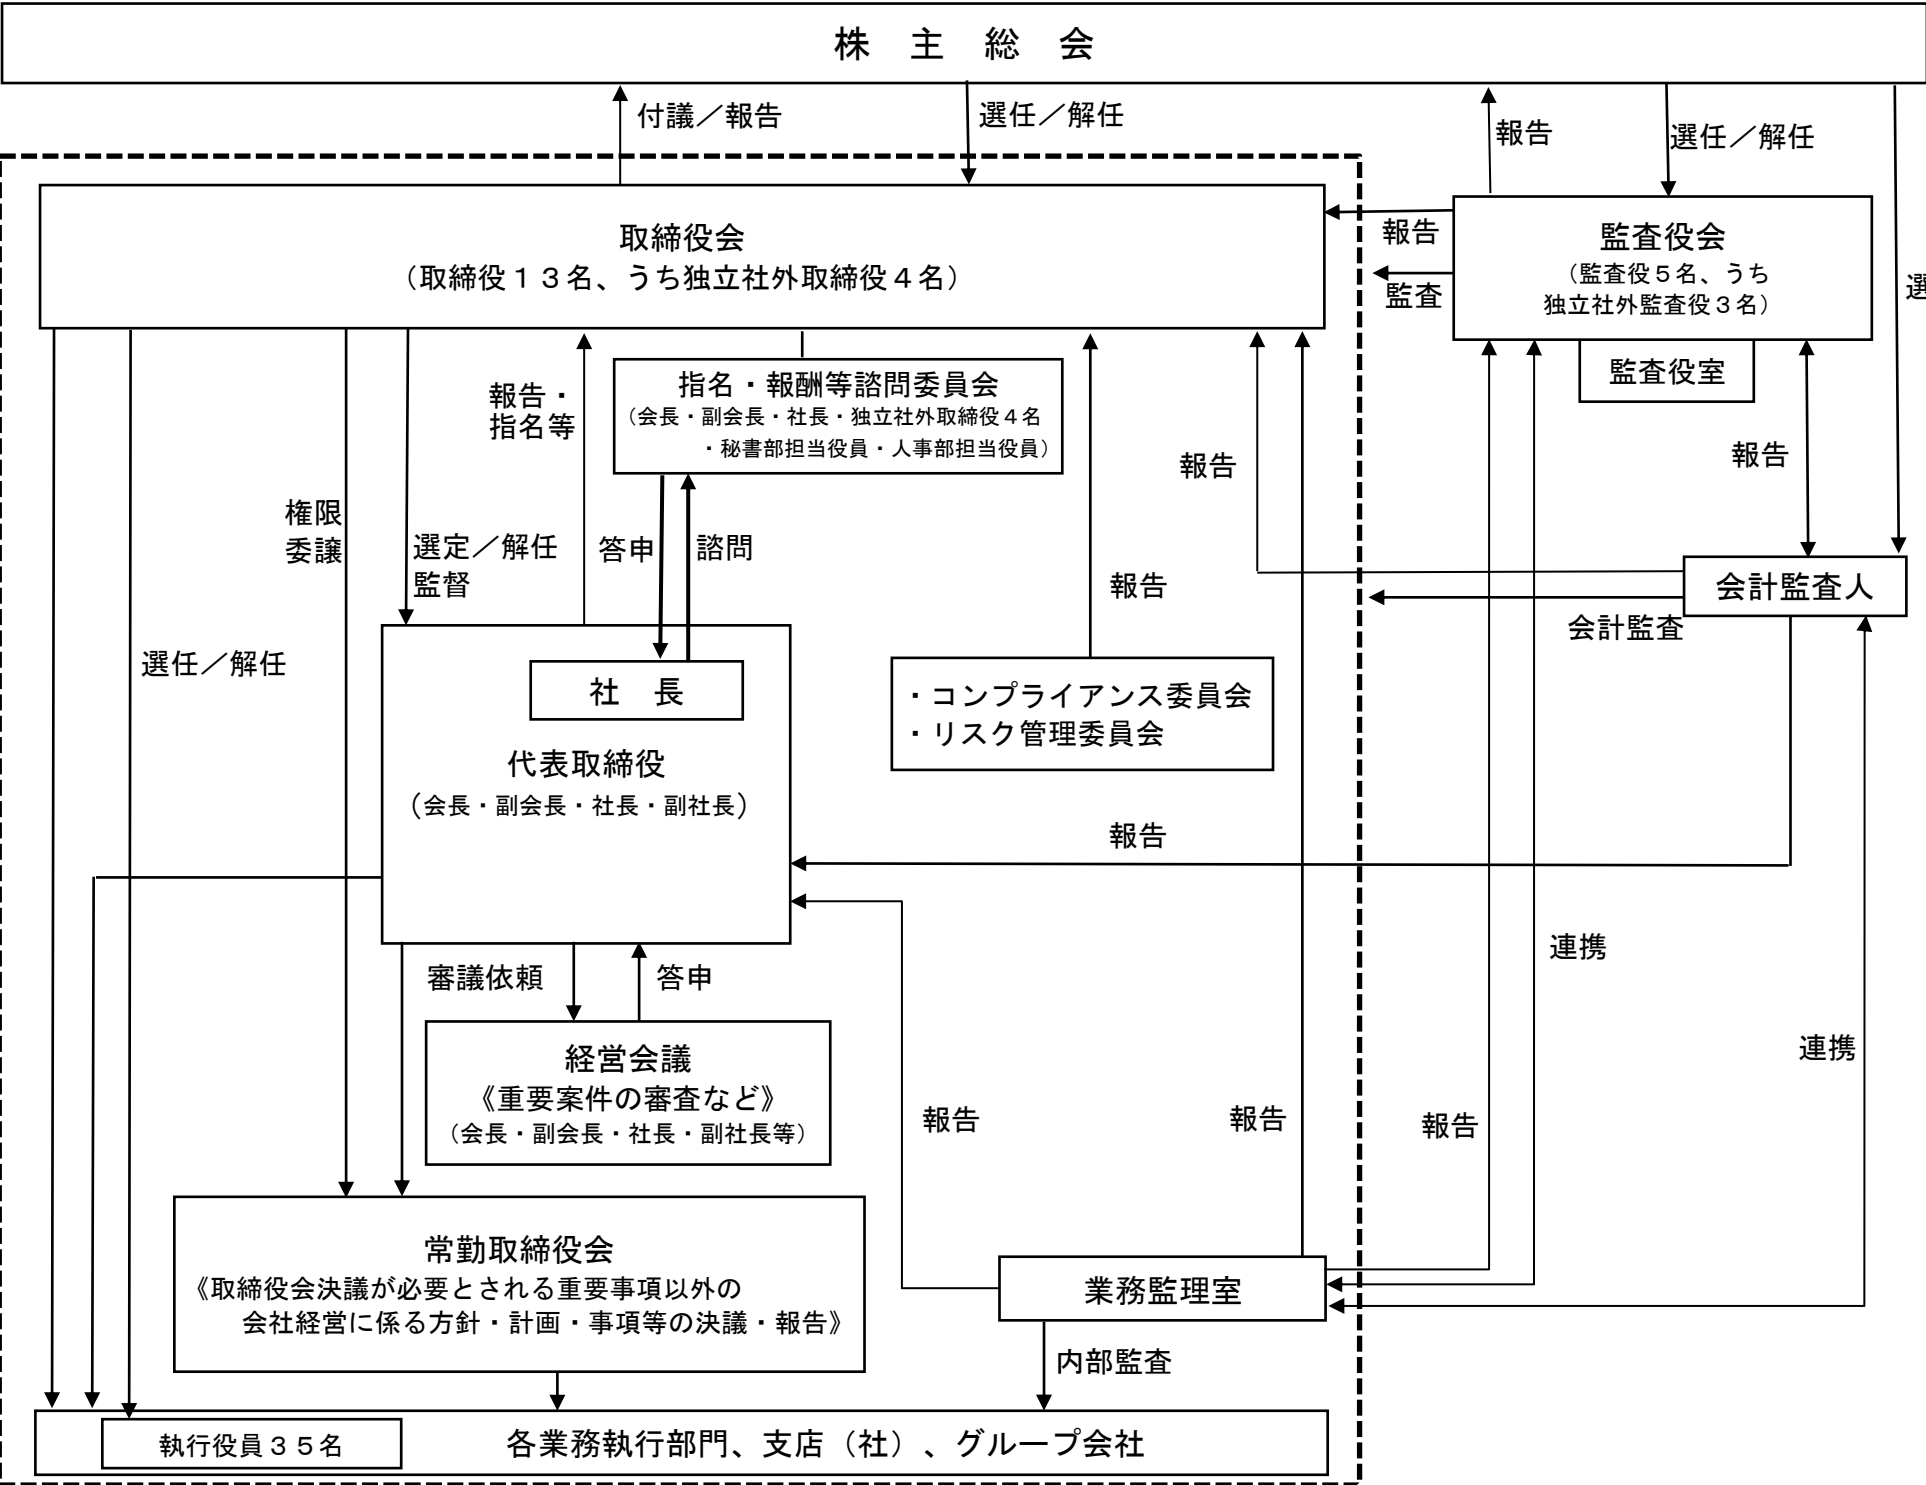 株　主　総　会
付議／報告
選任／解任
報告
選任／解任
取締役会
（取締役１３名、うち独立社外取締役４名）
報告
監査
監査役会
（監査役５名、うち
独立社外監査役３名）
選
監査役室
報告・
指名等
指名・報酬等諮問委員会
（会長・副会長・社長・独立社外取締役４名
・秘書部担当役員・人事部担当役員）
報告
報告
権限
委譲
選定／解任
監督
答申
諮問
報告
会計監査人
会計監査
選任／解任
社　長
代表取締役
（会長・副会長・社長・副社長）
・コンプライアンス委員会
・リスク管理委員会
報告
連携
連携
審議依頼
答申
経営会議
《重要案件の審査など》
（会長・副会長・社長・副社長等）
報告
報告
報告
常勤取締役会
《取締役会決議が必要とされる重要事項以外の
会社経営に係る方針・計画・事項等の決議・報告》
業務監理室
内部監査
執行役員３５名
各業務執行部門、支店（社）、グループ会社